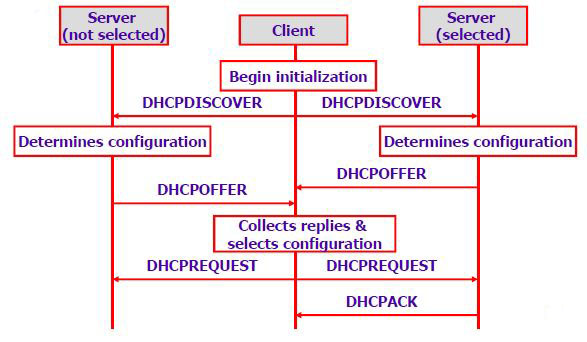 Server
(not selected)
Client
Server
(selected)
Begin initialization
DHCPDISCOVER
DHCPDISCOVER
Determines configuration
Determines configuration
DHCPOFFER
DHCPOFFER
Collects replies &
selects configuration
DHCPREQUEST
DHCPREQUEST
DHCPACK